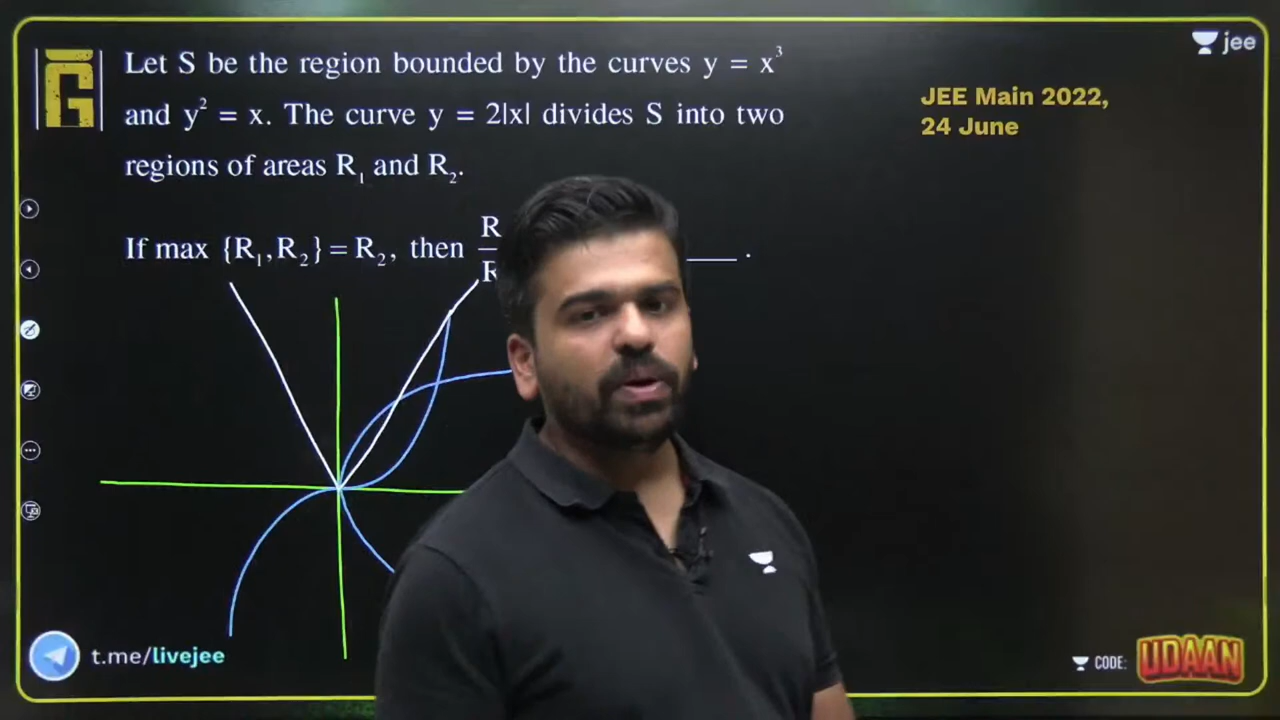 Let S be the region bounded by the curves y = x³
and y² = x. The curve y = 2|x| divides S into two
regions of areas R₁ and R₂.
If max {R₁,R₂} = R₂, then R
R
____ .
JEE Main 2022,
24 June
jee
t.me/livejee
CODE: UDAAN